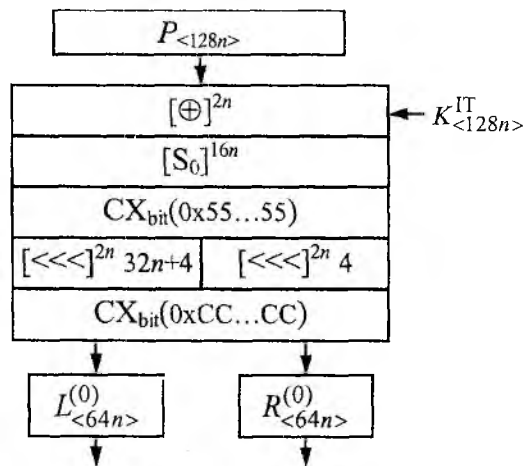 P<128n>
[⊕]^2n
K^IT<128n>
[S0]^16n
CXbit(0x55...55)
[<<<]^2n 32n+4 [<<<]^2n 4
CXbit(0xCC...CC)
L^(0)<64n> R^(0)<64n>